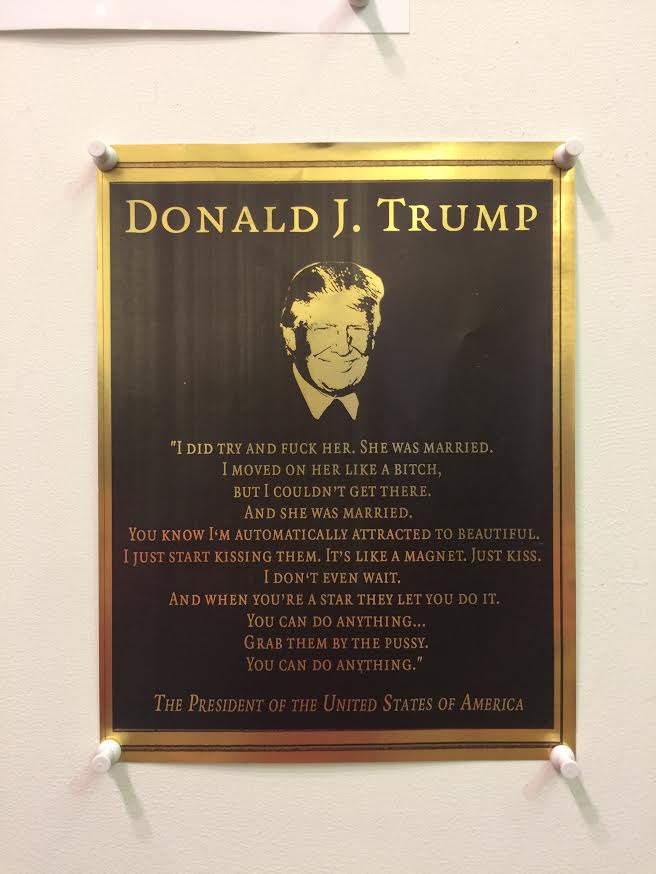 DONALD J. TRUMP
"I DID TRY AND FUCK HER. SHE WAS MARRIED.
I MOVED ON HER LIKE A BITCH,
BUT I COULDN'T GET THERE.
AND SHE WAS MARRIED.
YOU KNOW I'M AUTOMATICALLY ATTRACTED TO BEAUTIFUL.
I JUST START KISSING THEM. IT'S LIKE A MAGNET. JUST KISS.
I DON'T EVEN WAIT.
AND WHEN YOU'RE A STAR THEY LET YOU DO IT.
YOU CAN DO ANYTHING...
GRAB THEM BY THE PUSSY.
YOU CAN DO ANYTHING."
THE PRESIDENT OF THE UNITED STATES OF AMERICA